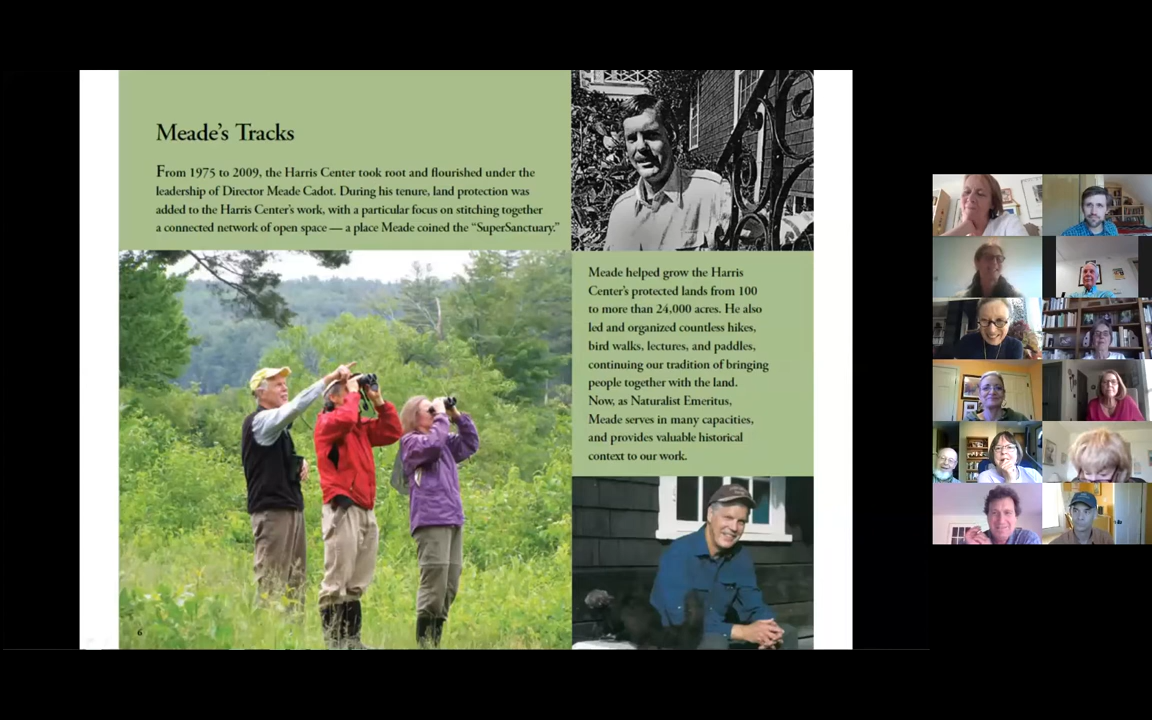 Meade's Tracks
From 1975 to 2009, the Harris Center took root and flourished under the
leadership of Director Meade Cadot. During his tenure, land protection was
added to the Harris Center's work, with a particular focus on stitching together
a connected network of open space — a place Meade coined the “SuperSanctuary.”
Meade helped grow the Harris
Center's protected lands from 100
to more than 24,000 acres. He also
led and organized countless hikes,
bird walks, lectures, and paddles,
continuing our tradition of bringing
people together with the land.
Now, as Naturalist Emeritus,
Meade serves in many capacities,
and provides valuable historical
context to our work.
6